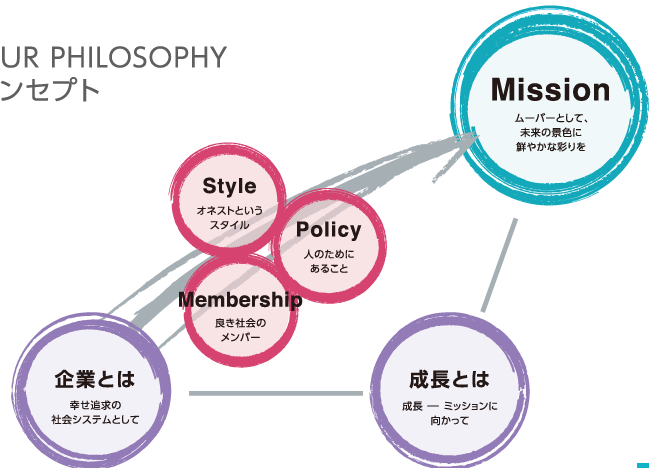 UR PHILOSOPHY
ンセプト
Mission
ムーバーとして、
未来の景色に
鮮やかな彩りを
Style
オネストという
スタイル
Policy
人のために
あること
Membership
良き社会の
メンバー
企業とは
幸せ追求の
社会システムとして
成長とは
成長 ― ミッションに
向かって